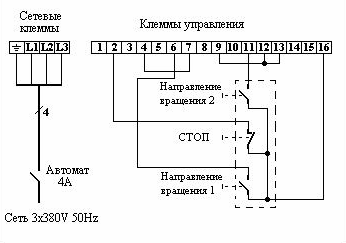 Сетевые
клеммы
Клеммы управления
L1 L2 L3
1 2 3 4 5 6 7 8 9 10 11 12 13 14 15 16
Направление
вращения 2
4
СТОП
Автомат
4А
Направление
вращения 1
Сеть 3x380V 50Hz